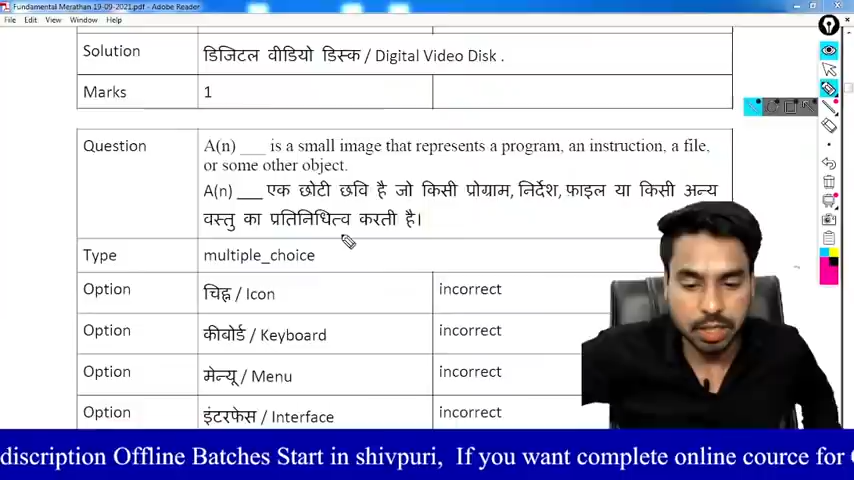 Fundamental Merathan 19-09-2021.pdf - Adobe Reader
File Edit View Window Help
Solution डिजिटल वीडियो डिस्क / Digital Video Disk .
Marks 1
Question A(n) ___ is a small image that represents a program, an instruction, a file,
or some other object.
A(n) ___ एक छोटी छवि है जो किसी प्रोग्राम, निर्देश, फ़ाइल या किसी अन्य
वस्तु का प्रतिनिधित्व करती है।
Type multiple_choice
Option चिह्न / Icon incorrect
Option कीबोर्ड / Keyboard incorrect
Option मेन्यू / Menu incorrect
Option इंटरफेस / Interface incorrect
discription Offline Batches Start in shivpuri, If you want complete online cource for